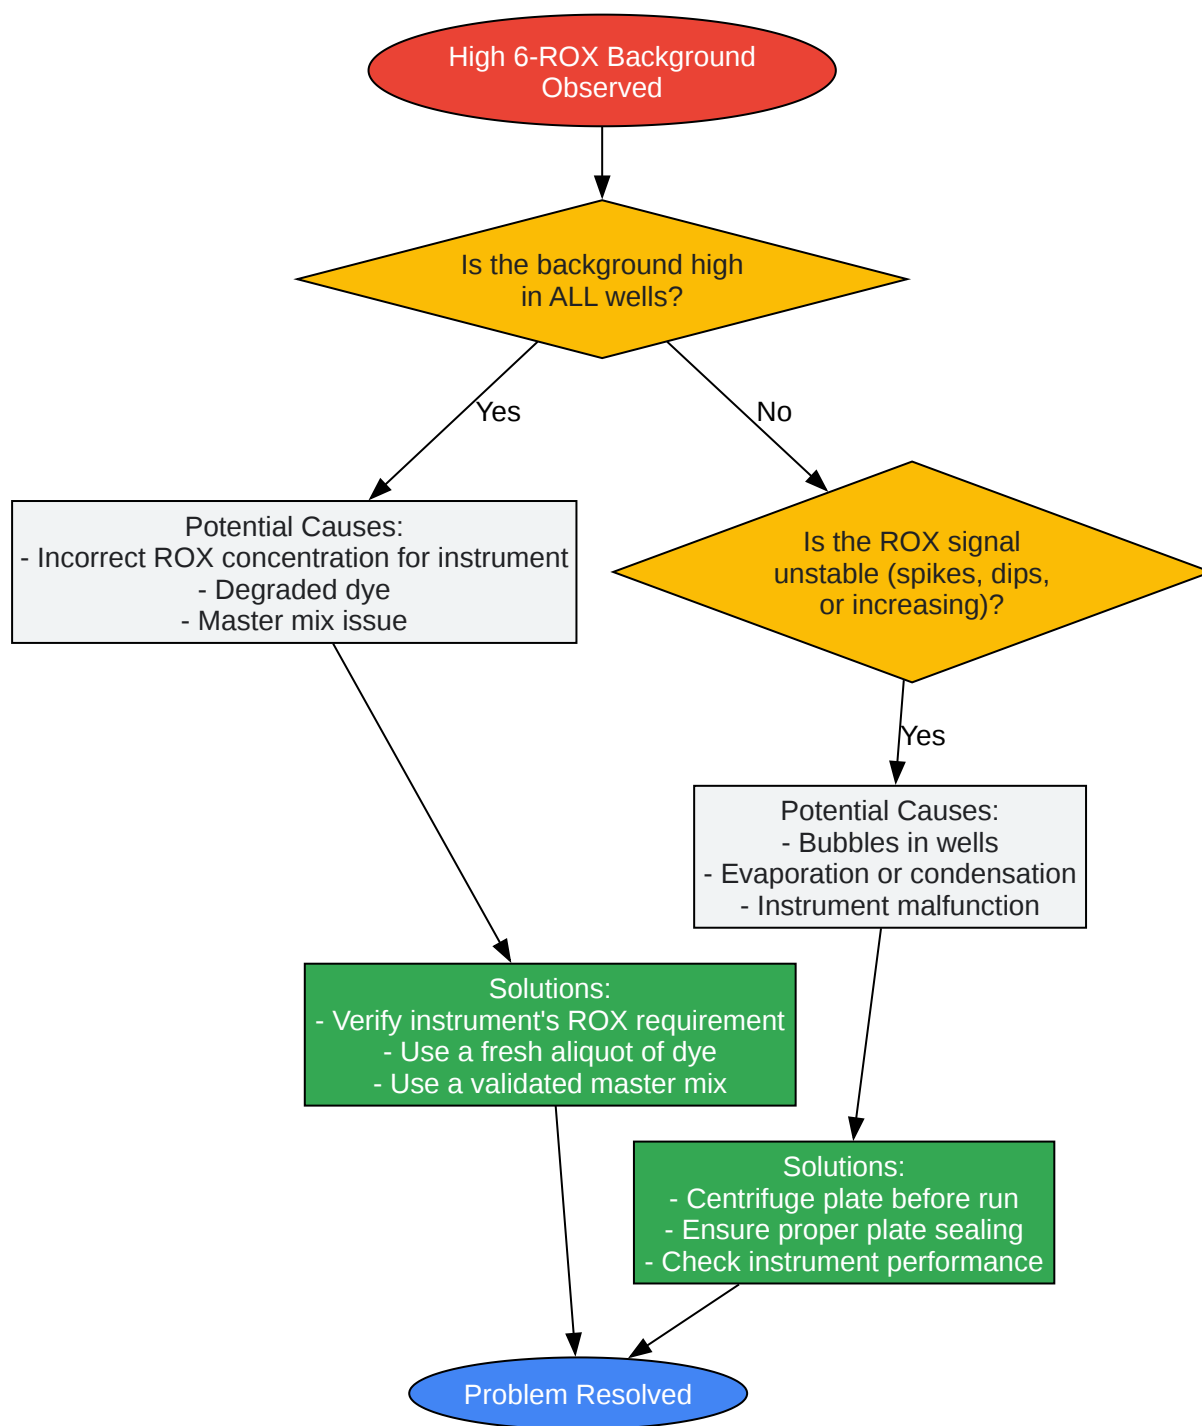 High 6-ROX Background
Observed
Is the background high
in ALL wells?
Yes
No
Potential Causes:
- Incorrect ROX concentration for instrument
- Degraded dye
- Master mix issue
Is the ROX signal
unstable (spikes, dips,
or increasing)?
Yes
Potential Causes:
- Bubbles in wells
- Evaporation or condensation
- Instrument malfunction
Solutions:
- Verify instrument's ROX requirement
- Use a fresh aliquot of dye
- Use a validated master mix
Solutions:
- Centrifuge plate before run
- Ensure proper plate sealing
- Check instrument performance
Problem Resolved